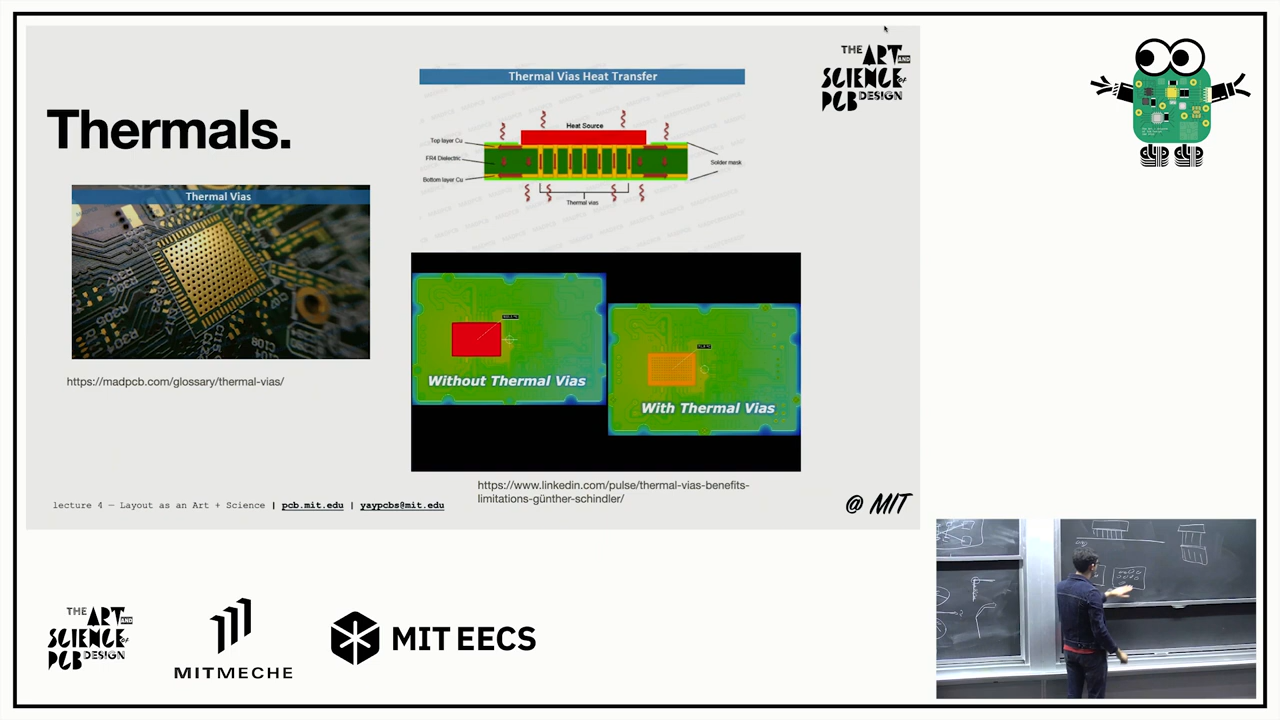 Thermals.
Thermal Vias
https://madpcb.com/glossary/thermal-vias/
Thermal Vias Heat Transfer
Heat Source
Top layer Cu
FR4 Dielectric
Bottom layer Cu
Solder mask
Thermal vias
Without Thermal Vias
With Thermal Vias
https://www.linkedin.com/pulse/thermal-vias-benefits-
limitations-günther-schindler/
THE ART AND
SCIENCE of
PCB DESIGN
lecture 4 — Layout as an Art + Science | pcb.mit.edu | yaypcbs@mit.edu
@ MIT
THE ART AND
SCIENCE of
PCB DESIGN
MITMECHE
MIT EECS